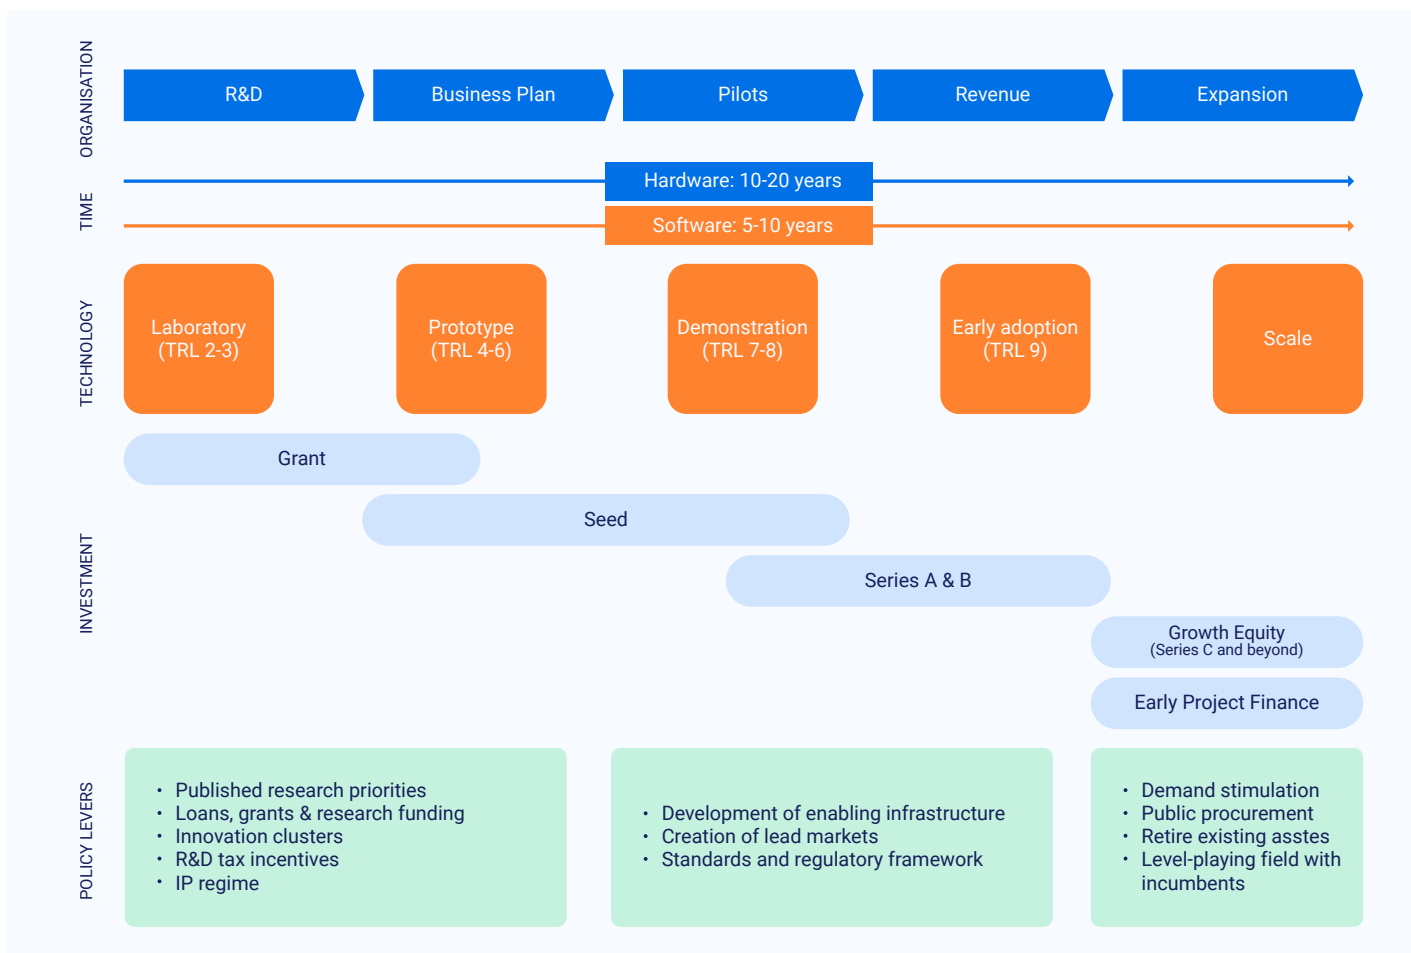 ORGANISATION
R&D
Business Plan
Pilots
Revenue
Expansion
TIME
Hardware: 10-20 years
Software: 5-10 years
TECHNOLOGY
Laboratory
(TRL 2-3)
Prototype
(TRL 4-6)
Demonstration
(TRL 7-8)
Early adoption
(TRL 9)
Scale
INVESTMENT
Grant
Seed
Series A & B
Growth Equity
(Series C and beyond)
Early Project Finance
POLICY LEVERS
• Published research priorities
• Loans, grants & research funding
• Innovation clusters
• R&D tax incentives
• IP regime
• Development of enabling infrastructure
• Creation of lead markets
• Standards and regulatory framework
• Demand stimulation
• Public procurement
• Retire existing asstes
• Level-playing field with
incumbents